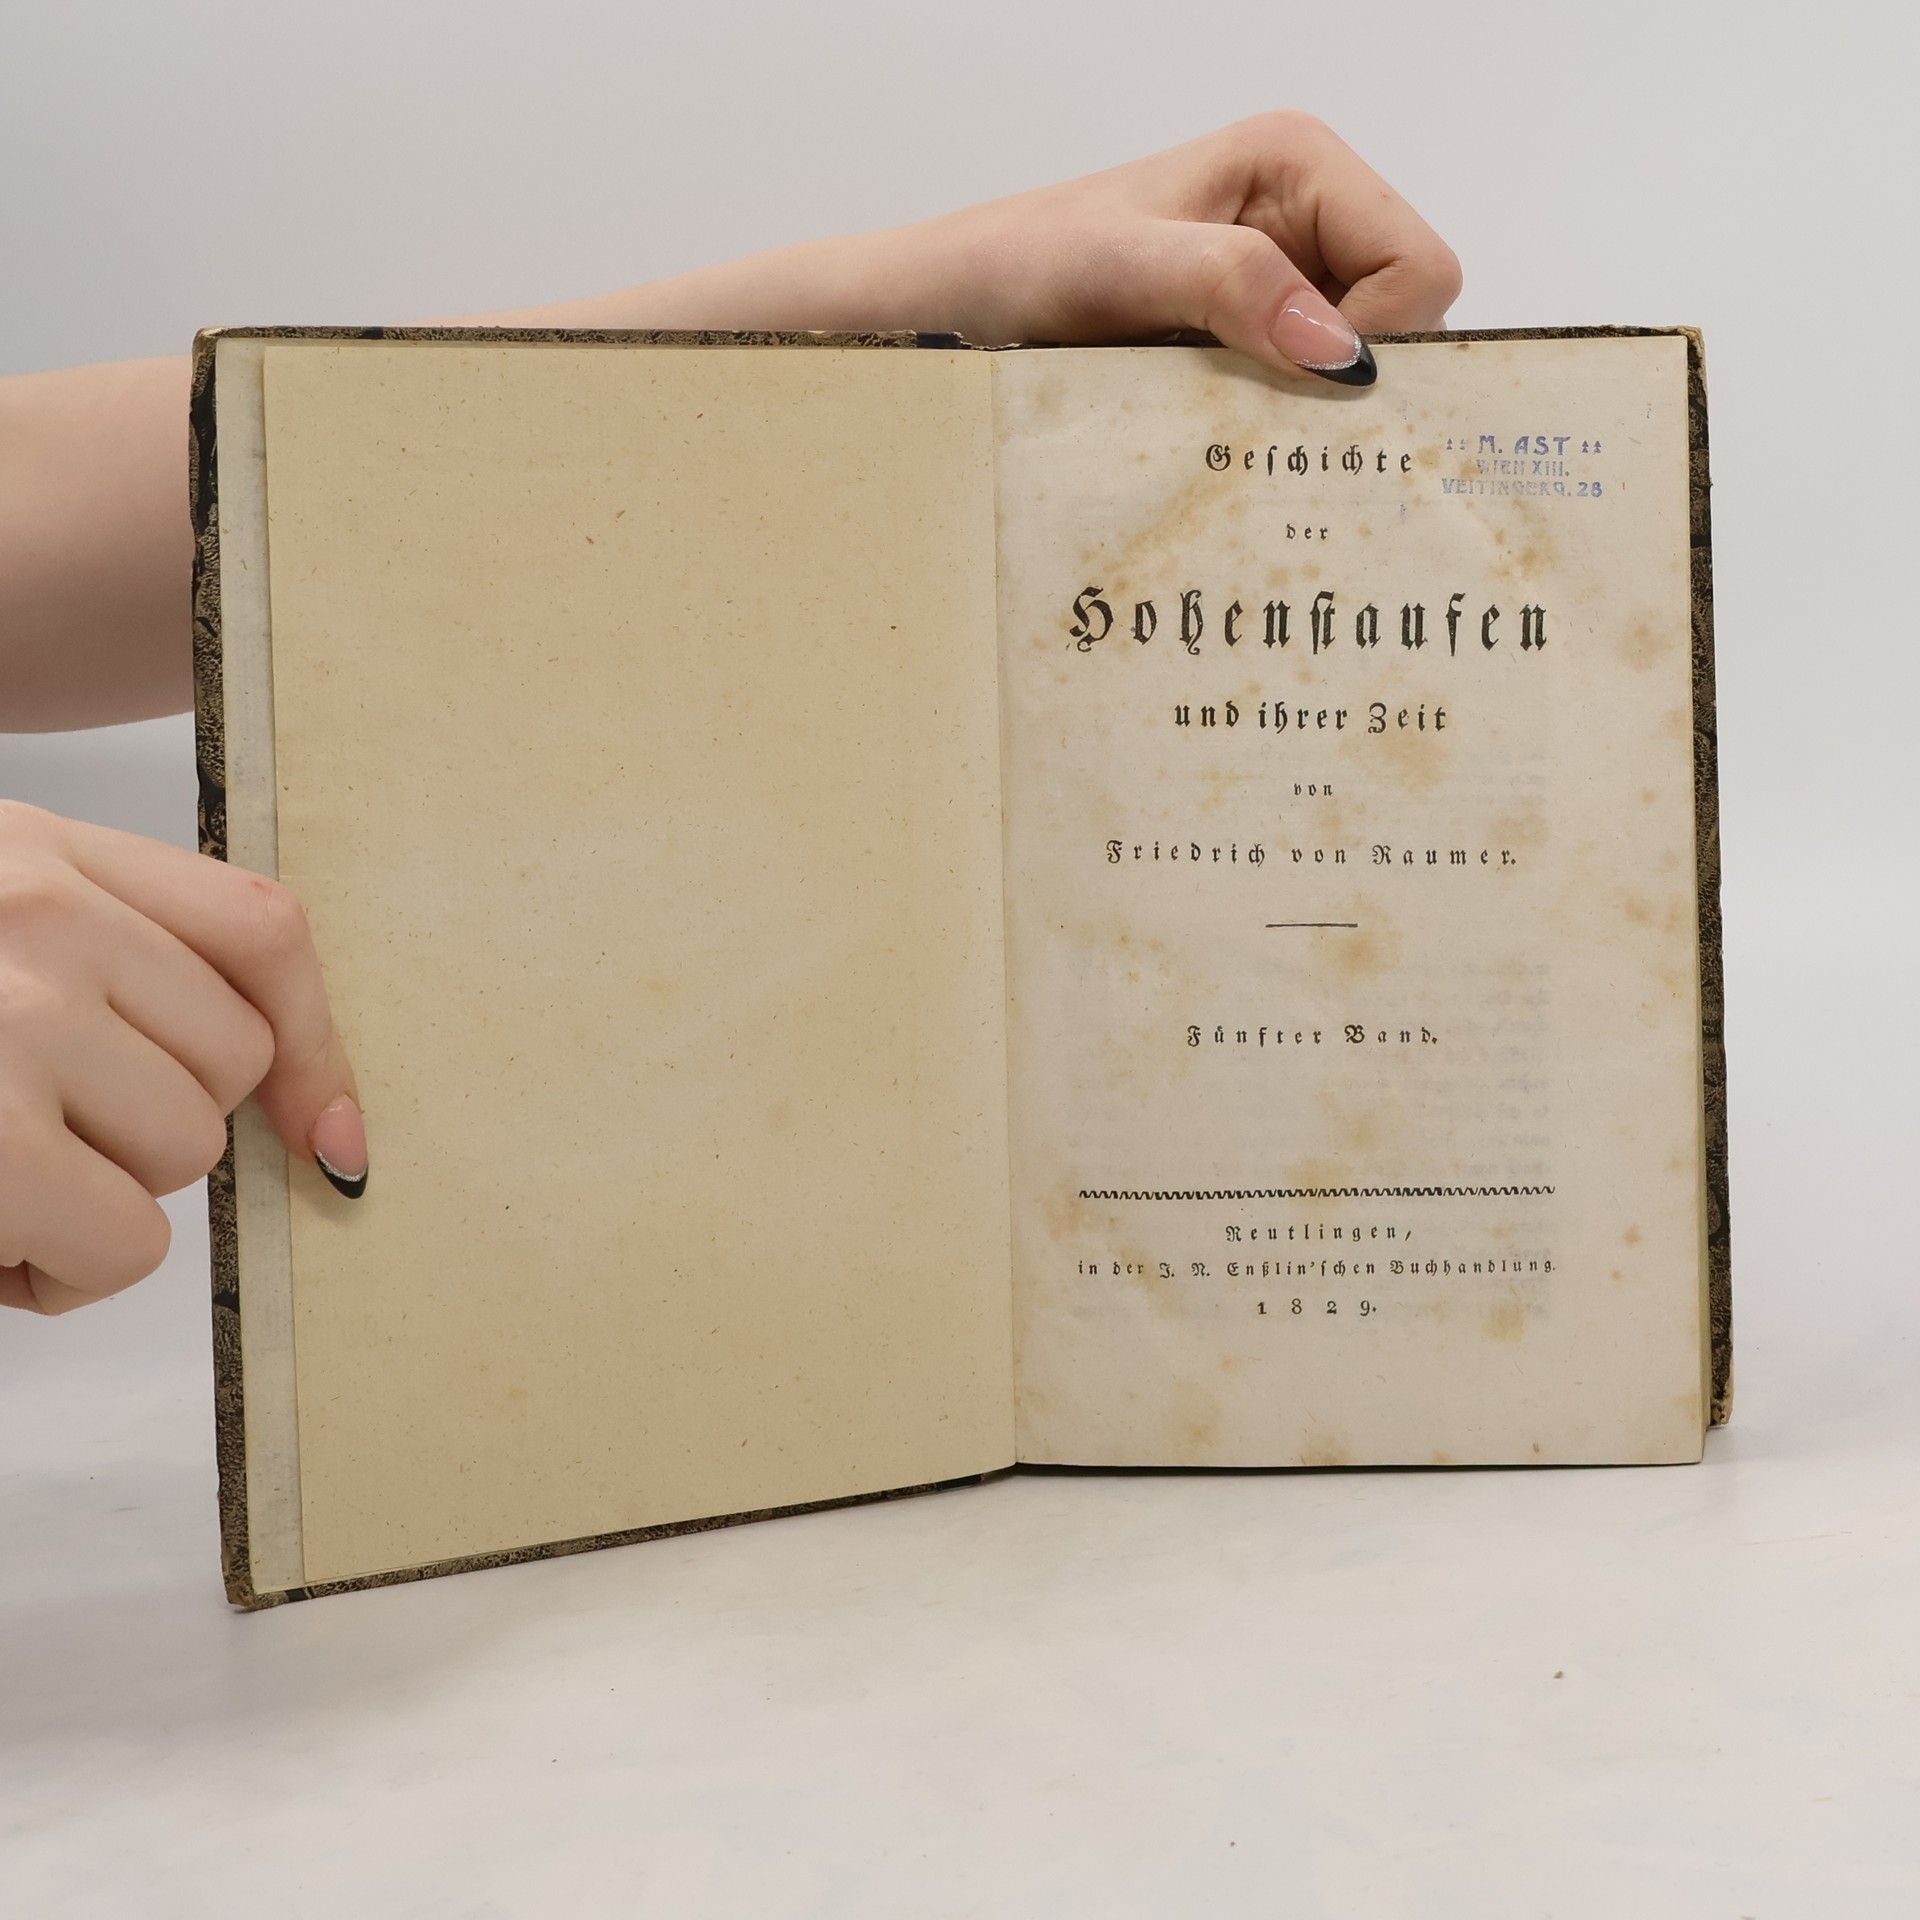 Geſchichte
:: M. AST ::
WIEN XIII.
VEITINGERG. 28
der
Hohenſtaufen
und ihrer Zeit
von
Friedrich von Raumer.
Fünfter Band.
Reutlingen,
in der J. N. Enßlin'ſchen Buchhandlung.
1829.